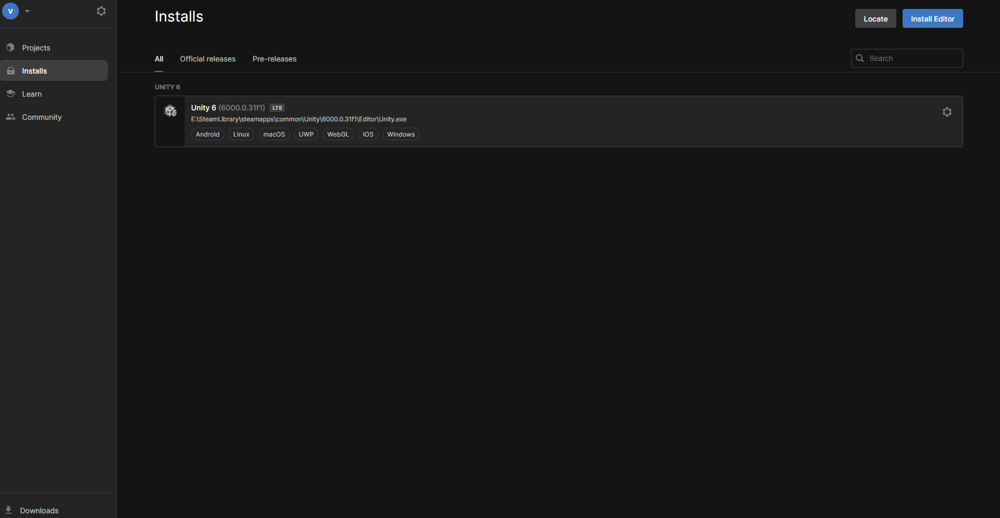 V
Projects
Installs
Learn
Community
Downloads
Installs
Locate Install Editor
All Official releases Pre-releases
Search
UNITY 6
Unity 6 (6000.0.31f1) LTS
E:\SteamLibrary\steamapps\common\Unity\6000.0.31f1\Editor\Unity.exe
Android Linux macOS UWP WebGL iOS Windows